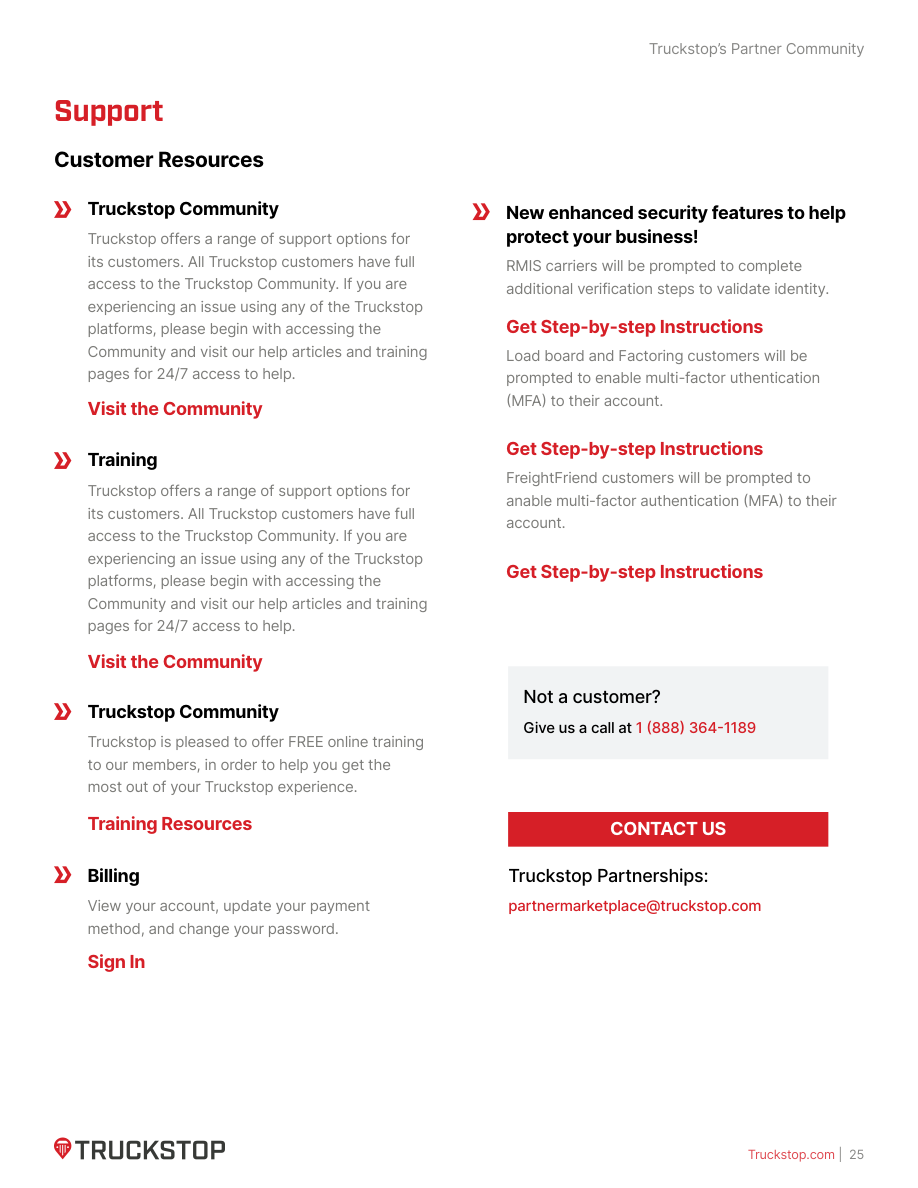 Truckstop’s Partner Community
Support
Customer Resources
Truckstop Community
Truckstop offers a range of support options for
its customers. All Truckstop customers have full
access to the Truckstop Community. If you are
experiencing an issue using any of the Truckstop
platforms, please begin with accessing the
Community and visit our help articles and training
pages for 24/7 access to help.
Visit the Community
Training
Truckstop offers a range of support options for
its customers. All Truckstop customers have full
access to the Truckstop Community. If you are
experiencing an issue using any of the Truckstop
platforms, please begin with accessing the
Community and visit our help articles and training
pages for 24/7 access to help.
Visit the Community
Truckstop Community
Truckstop is pleased to offer FREE online training
to our members, in order to help you get the
most out of your Truckstop experience.
Training Resources
Billing
View your account, update your payment
method, and change your password.
Sign In
New enhanced security features to help
protect your business!
RMIS carriers will be prompted to complete
additional verification steps to validate identity.
Get Step-by-step Instructions
Load board and Factoring customers will be
prompted to enable multi-factor uthentication
(MFA) to their account.
Get Step-by-step Instructions
FreightFriend customers will be prompted to
anable multi-factor authentication (MFA) to their
account.
Get Step-by-step Instructions
Not a customer?
Give us a call at 1 (888) 364-1189
CONTACT US
Truckstop Partnerships:
partnermarketplace@truckstop.com
TRUCKSTOP
Truckstop.com | 25